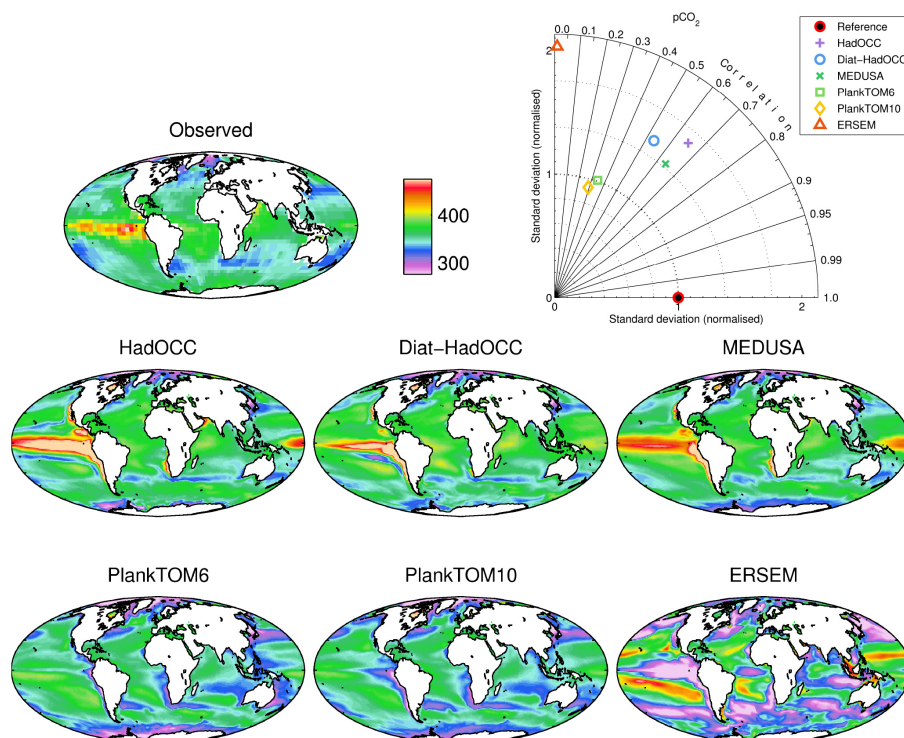 pCO2
Reference
HadOCC
Diat-HadOCC
MEDUSA
PlankTOM6
PlankTOM10
ERSEM
Correlation
0.0
0.1
0.2
0.3
0.4
0.5
0.6
0.7
0.8
0.9
0.95
0.99
1.0
Standard deviation (normalised)
2
1
0
0
1
2
Standard deviation (normalised)
Observed
400
300
HadOCC
Diat-HadOCC
MEDUSA
PlankTOM6
PlankTOM10
ERSEM